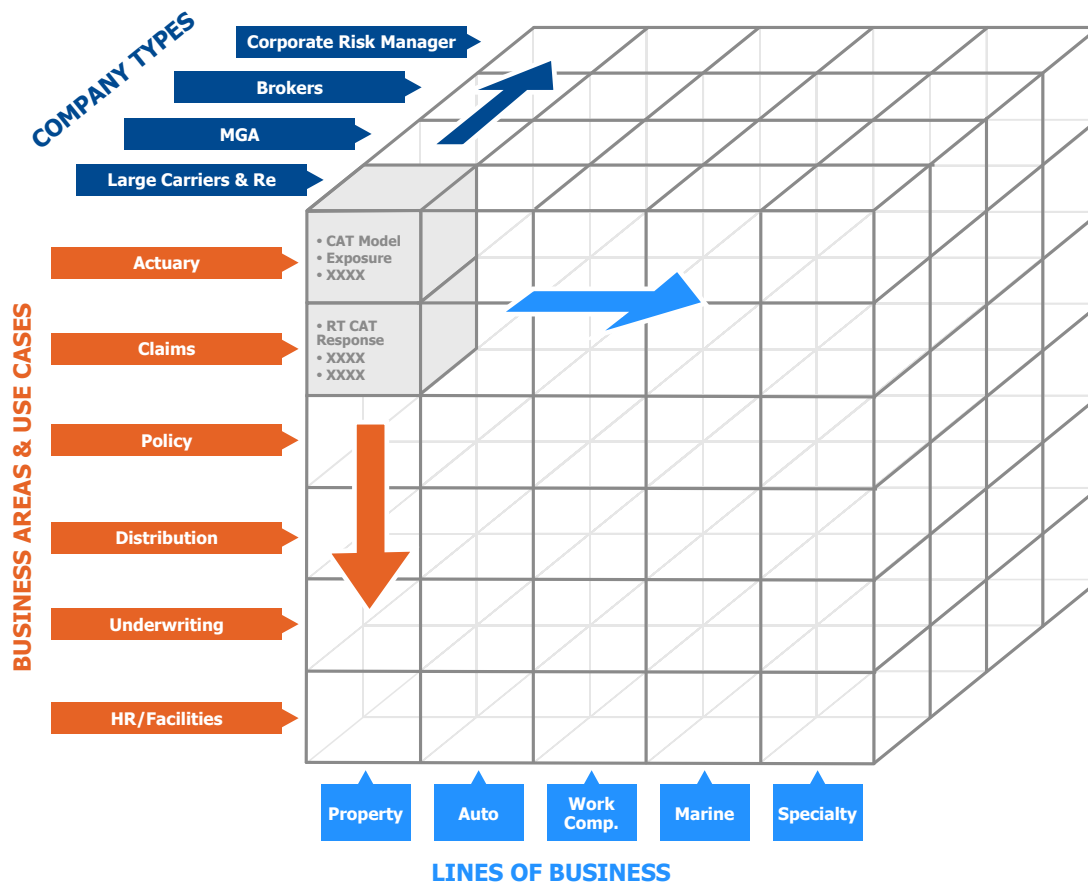 COMPANY TYPES
Corporate Risk Manager
Brokers
MGA
Large Carriers & Re
BUSINESS AREAS & USE CASES
Actuary
Claims
Policy
Distribution
Underwriting
HR/Facilities
• CAT Model
• Exposure
• XXXX
• RT CAT
Response
• XXXX
• XXXX
Property
Auto
Work
Comp.
Marine
Specialty
LINES OF BUSINESS